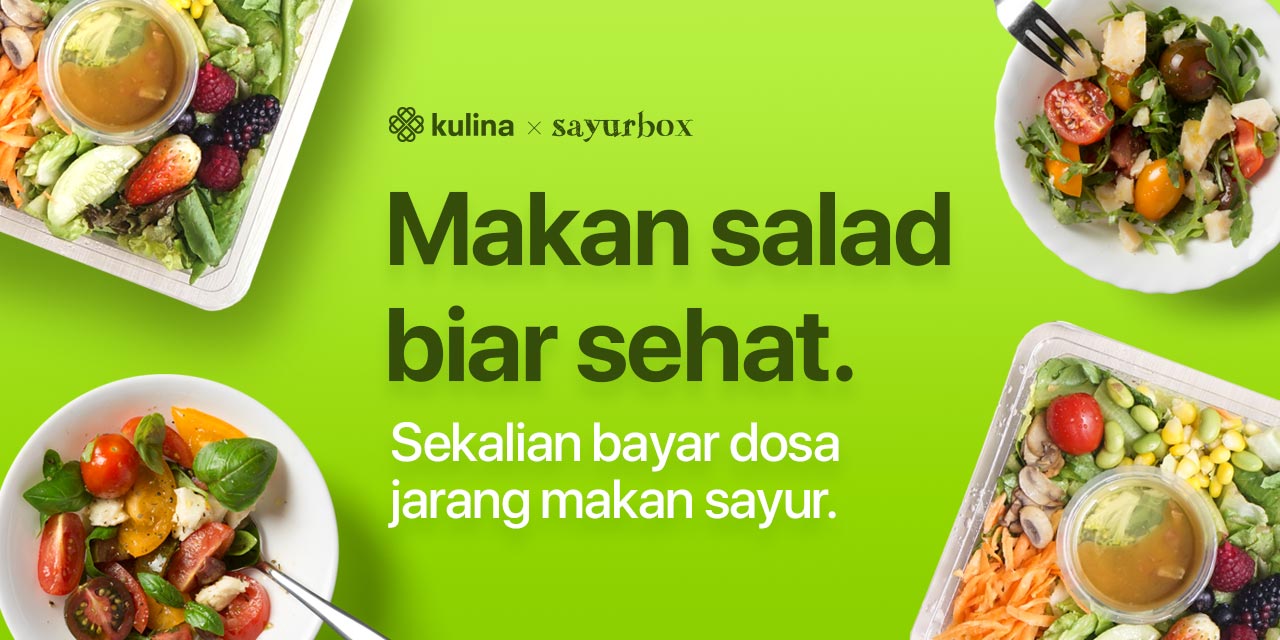 kulina × sayurbox
Makan salad
biar sehat.
Sekalian bayar dosa
jarang makan sayur.